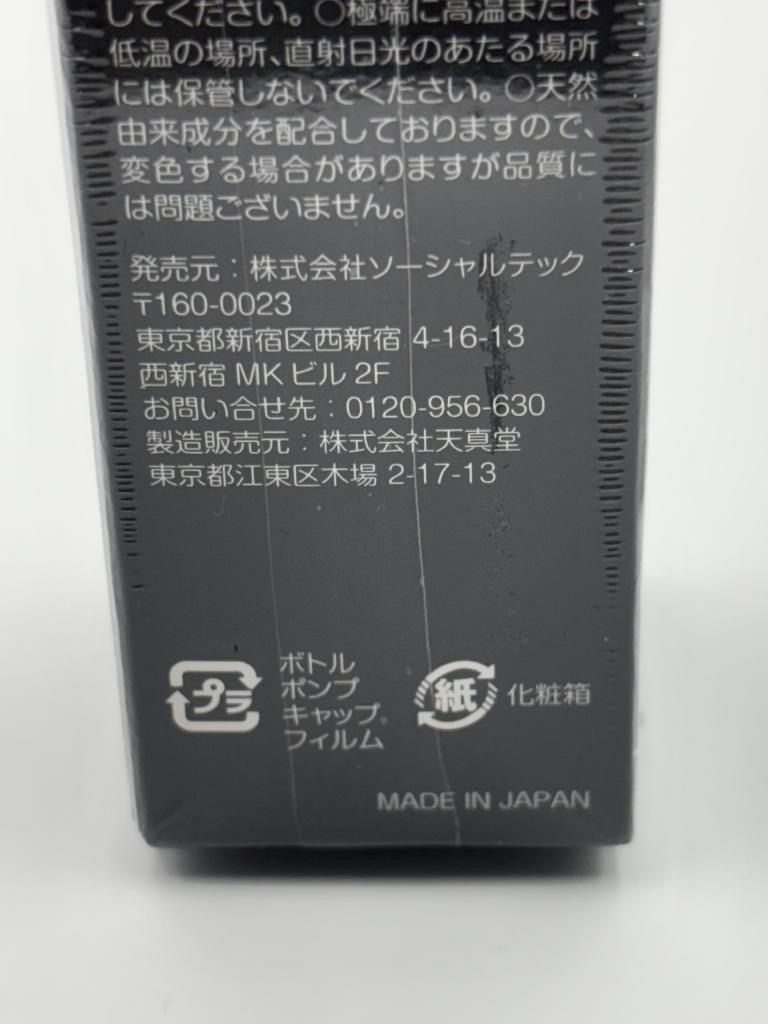 してください。○極端に高温または
低温の場所、直射日光のあたる場所
には保管しないでください。○天然
由来成分を配合しておりますので、
変色する場合がありますが品質に
は問題ございません。
発売元：株式会社ソーシャルテック
〒160-0023
東京都新宿区西新宿 4-16-13
西新宿 MK ビル 2F
お問い合せ先：0120-956-630
製造販売元：株式会社天真堂
東京都江東区木場 2-17-13
プラ
ボトル
ポンプ
キャップ
フィルム
紙 化粧箱
MADE IN JAPAN